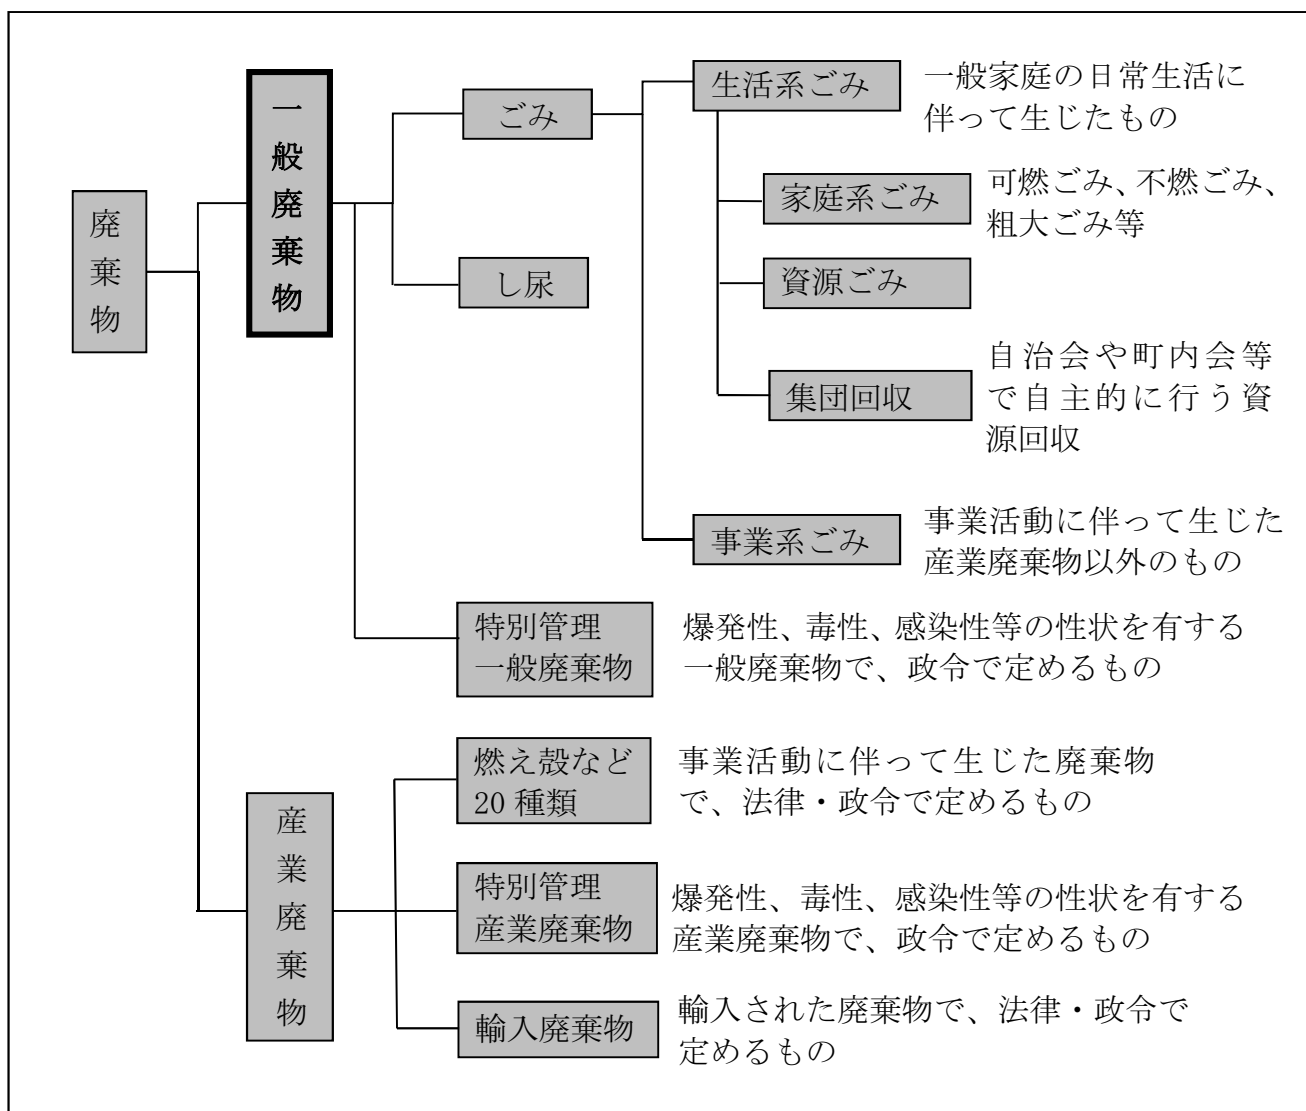 廃棄物
一般廃棄物
ごみ
生活系ごみ
一般家庭の日常生活に
伴って生じたもの
家庭系ごみ
可燃ごみ、不燃ごみ、
粗大ごみ等
資源ごみ
集団回収
自治会や町内会等
で自主的に行う資
源回収
事業系ごみ
事業活動に伴って生じた
産業廃棄物以外のもの
し尿
特別管理
一般廃棄物
爆発性、毒性、感染性等の性状を有する
一般廃棄物で、政令で定めるもの
産業廃棄物
燃え殻など
20 種類
事業活動に伴って生じた廃棄物
で、法律・政令で定めるもの
特別管理
産業廃棄物
爆発性、毒性、感染性等の性状を有する
産業廃棄物で、政令で定めるもの
輸入廃棄物
輸入された廃棄物で、法律・政令で
定めるもの